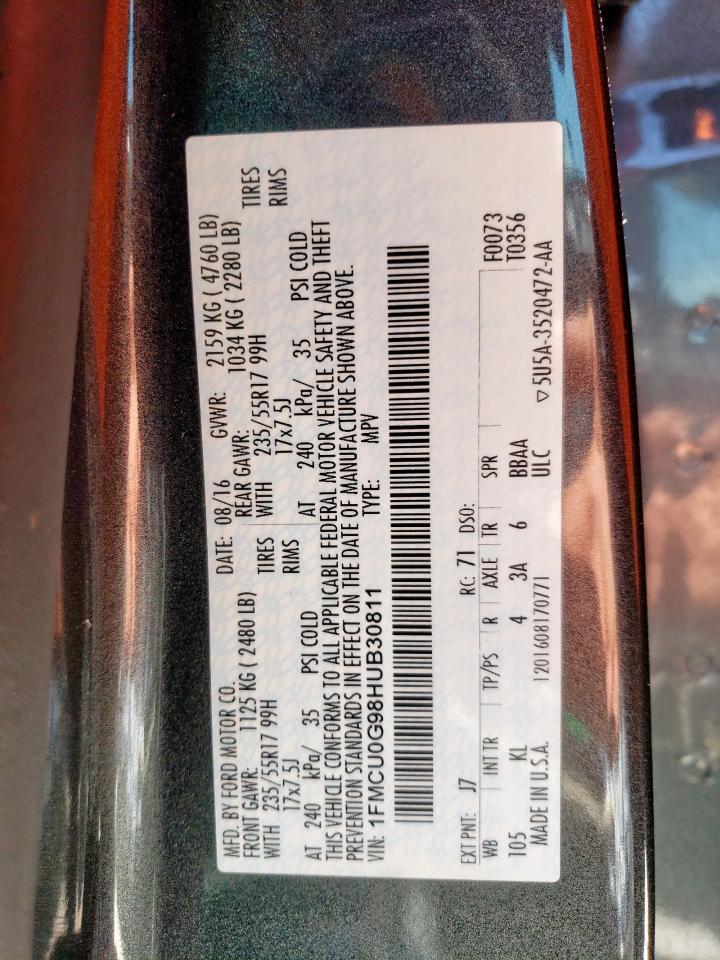 MFD. BY FORD MOTOR CO. DATE: 08/16 GVWR: 2159 KG ( 4760 LB)
FRONT GAWR: 1125 KG ( 2480 LB) REAR GAWR: 1034 KG ( 2280 LB)
WITH 235/55R17 99H TIRES WITH 235/55R17 99H TIRES
17x7.5J RIMS 17x7.5J RIMS
AT 240 kPa/ 35 PSI COLD AT 240 kPa/ 35 PSI COLD
THIS VEHICLE CONFORMS TO ALL APPLICABLE FEDERAL MOTOR VEHICLE SAFETY AND THEFT
PREVENTION STANDARDS IN EFFECT ON THE DATE OF MANUFACTURE SHOWN ABOVE.
VIN: 1FMCU0G98HUB30811 TYPE: MPV
EXT PNT: J7 RC: 71 DSO:
WB INT TR TP/PS R AXLE TR SPR F0073
105 KL 4 3A 6 BBAA T0356
MADE IN U.S.A. 1201608170771 ULC ▽5U5A-3520472-AA